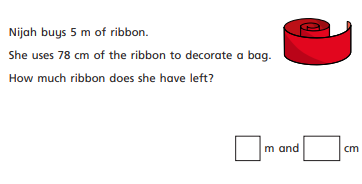 Nijah buys 5 m of ribbon.
She uses 78 cm of the ribbon to decorate a bag.
How much ribbon does she have left?
m and cm